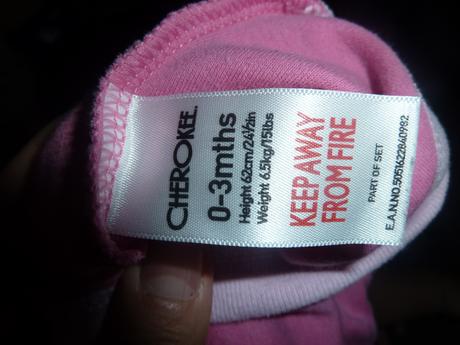 CHEROKEE.
0-3mths
Height 62cm/24½in
Weight 6.5kg/15lbs
KEEP AWAY
FROM FIRE
PART OF SET
E.A.N.NO.5051622840982